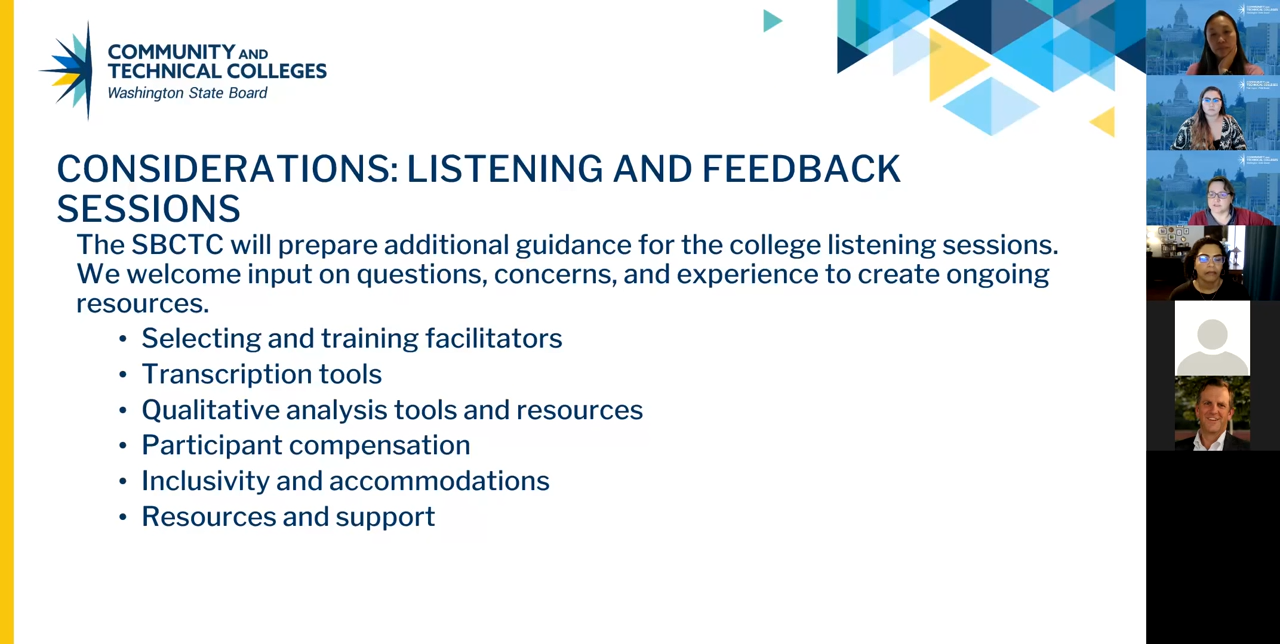 COMMUNITY AND
TECHNICAL COLLEGES
Washington State Board
CONSIDERATIONS: LISTENING AND FEEDBACK
SESSIONS
The SBCTC will prepare additional guidance for the college listening sessions.
We welcome input on questions, concerns, and experience to create ongoing
resources.
• Selecting and training facilitators
• Transcription tools
• Qualitative analysis tools and resources
• Participant compensation
• Inclusivity and accommodations
• Resources and support